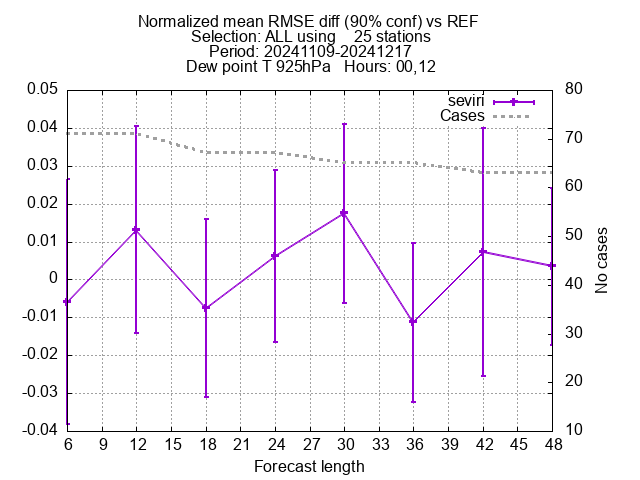 Normalized mean RMSE diff (90% conf) vs REF
Selection: ALL using    25 stations
Period: 20241109-20241217
Dew point T 925hPa   Hours: 00,12
seviri
Cases
0.05
0.04
0.03
0.02
0.01
0
-0.01
-0.02
-0.03
-0.04
80
70
60
50
40
30
20
10
No cases
6 9 12 15 18 21 24 27 30 33 36 39 42 45 48
Forecast length